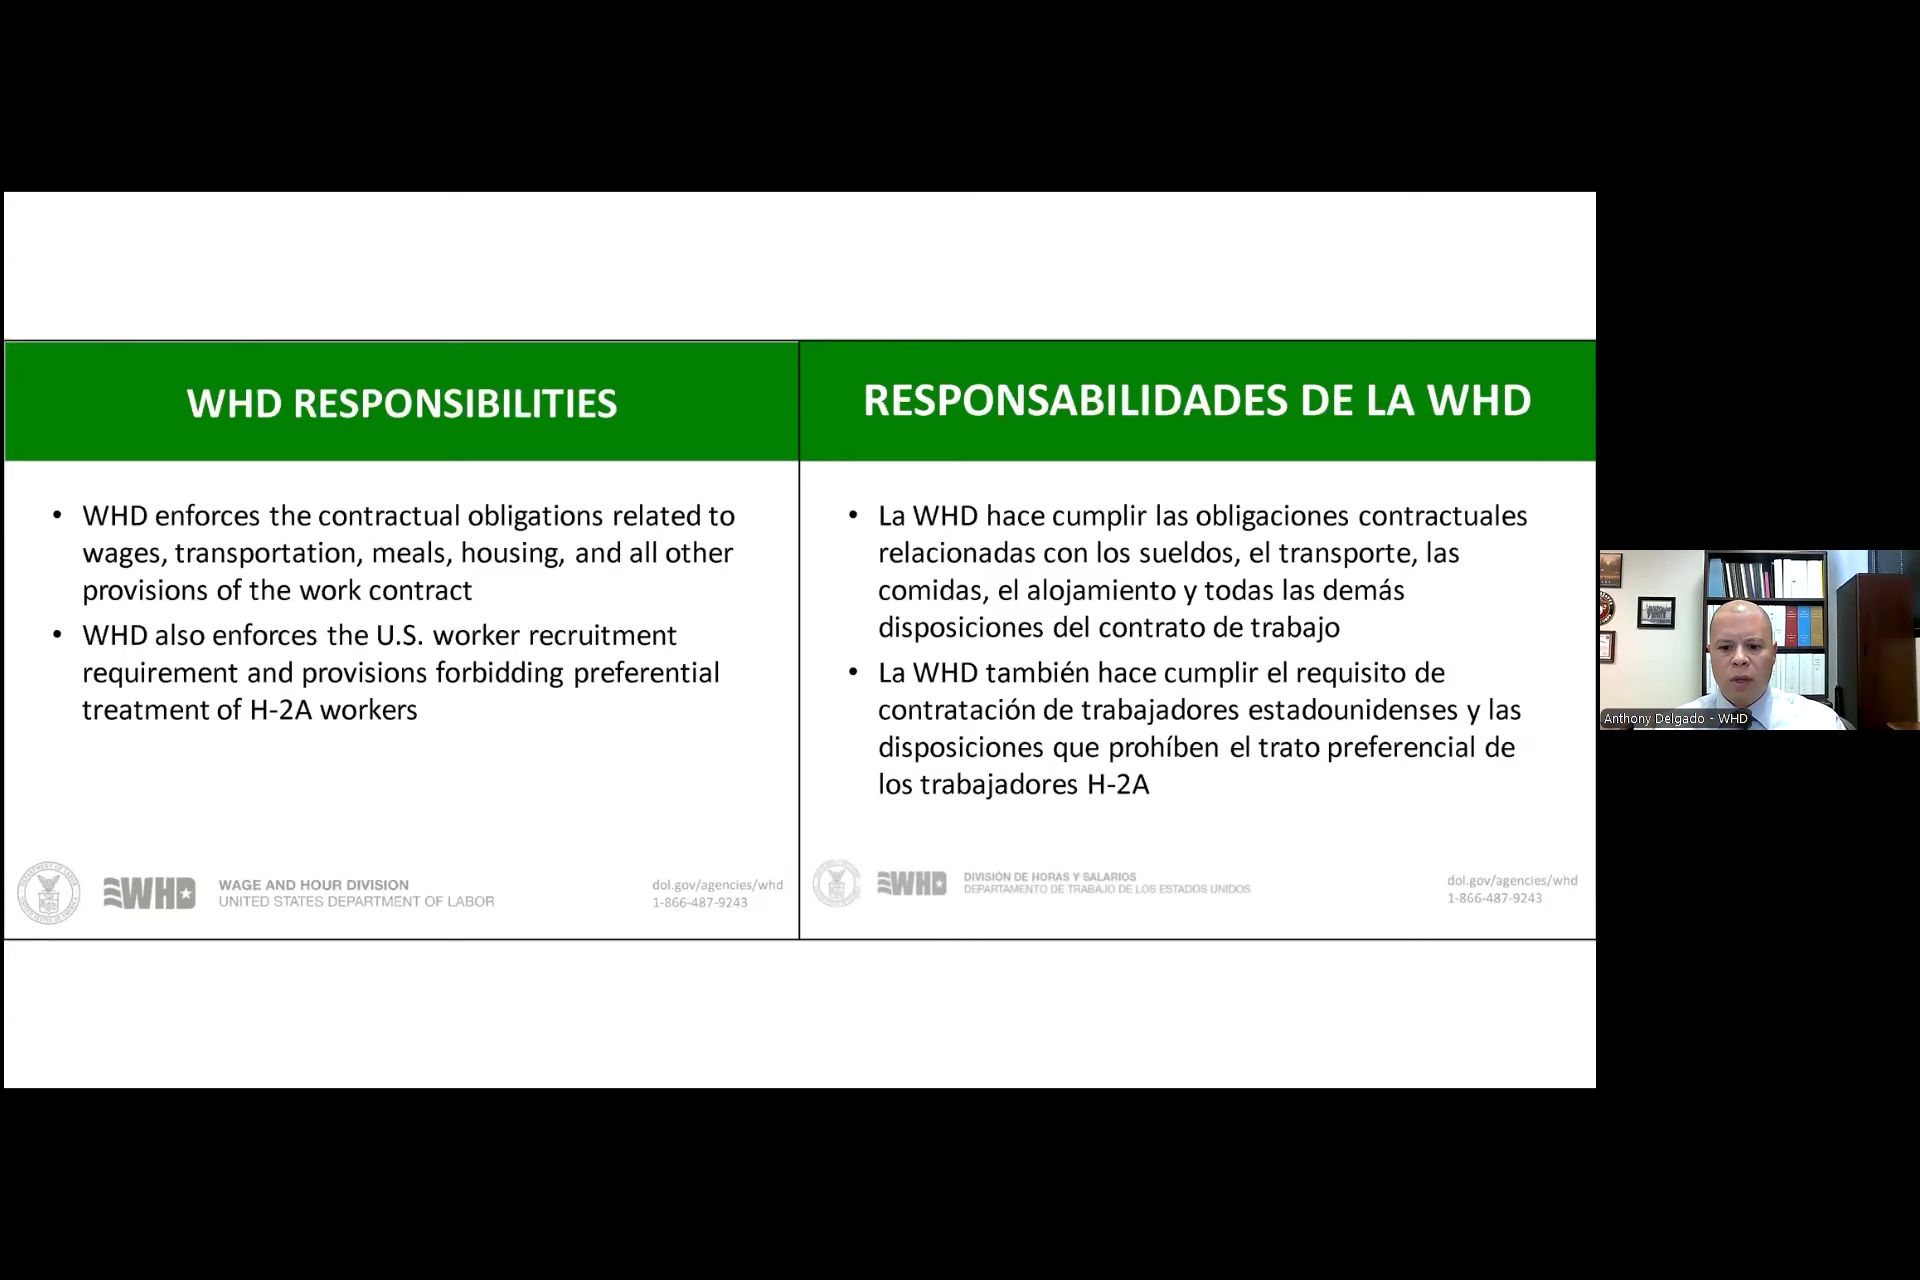 WHD RESPONSIBILITIES
• WHD enforces the contractual obligations related to
wages, transportation, meals, housing, and all other
provisions of the work contract
• WHD also enforces the U.S. worker recruitment
requirement and provisions forbidding preferential
treatment of H-2A workers
WHD
WAGE AND HOUR DIVISION
UNITED STATES DEPARTMENT OF LABOR
dol.gov/agencies/whd
1-866-487-9243
RESPONSABILIDADES DE LA WHD
• La WHD hace cumplir las obligaciones contractuales
relacionadas con los sueldos, el transporte, las
comidas, el alojamiento y todas las demás
disposiciones del contrato de trabajo
• La WHD también hace cumplir el requisito de
contratación de trabajadores estadounidenses y las
disposiciones que prohíben el trato preferencial de
los trabajadores H-2A
WHD
DIVISIÓN DE HORAS Y SALARIOS
DEPARTAMENTO DE TRABAJO DE LOS ESTADOS UNIDOS
dol.gov/agencies/whd
1-866-487-9243
Anthony Delgado - WHD